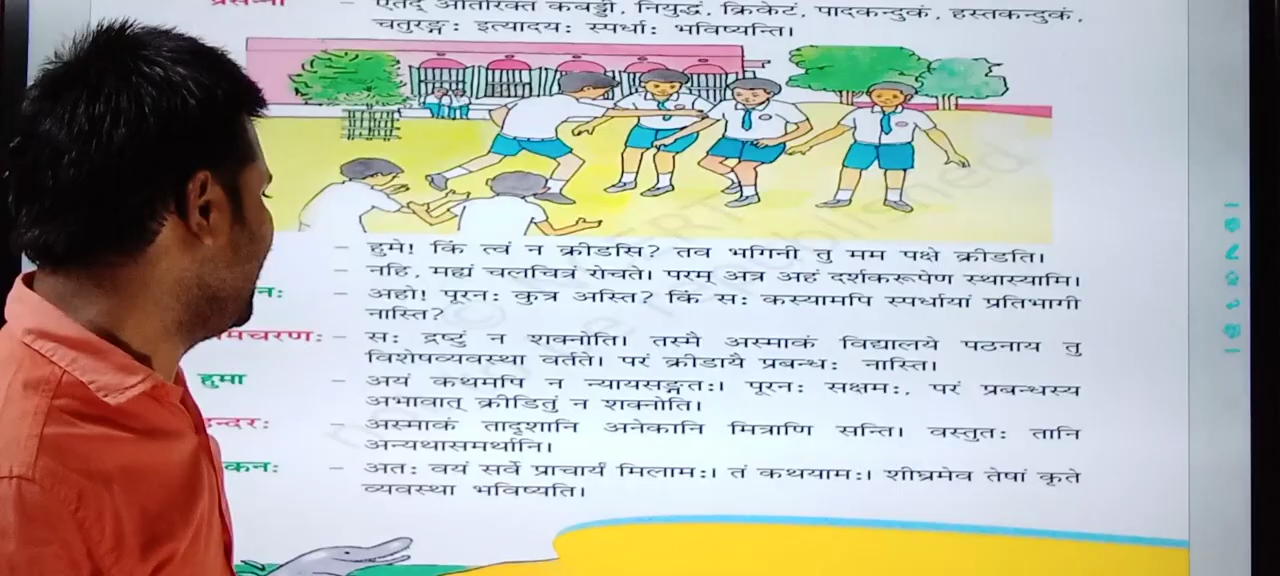 प्रसन्ना – एतद् अतिरिक्तं कबड्डी, नियुद्धं, क्रिकेटं, पादकन्दुकं, हस्तकन्दुकं,
चतुरङ्गः इत्यादयः स्पर्धाः भविष्यन्ति।
– हुमे! किं त्वं न क्रीडसि? तव भगिनी तु मम पक्षे क्रीडति।
– नहि, मह्यं चलचित्रं रोचते। परम् अत्र अहं दर्शकरूपेण स्थास्यामि।
नः – अहो! पूरनः कुत्र अस्ति? किं सः कस्यामपि स्पर्धायां प्रतिभागी
नास्ति?
मचरणः – सः द्रष्टुं न शक्नोति। तस्मै अस्माकं विद्यालये पठनाय तु
विशेषव्यवस्था वर्तते। परं क्रीडायै प्रबन्धः नास्ति।
हुमा – अयं कथमपि न न्यायसङ्गतः। पूरनः सक्षमः, परं प्रबन्धस्य
अभावात् क्रीडितुं न शक्नोति।
न्दरः – अस्माकं तादृशानि अनेकानि मित्राणि सन्ति। वस्तुतः तानि
अन्यथासमर्थानि।
कनः – अतः वयं सर्वे प्राचार्यं मिलामः। तं कथयामः। शीघ्रमेव तेषां कृते
व्यवस्था भविष्यति।